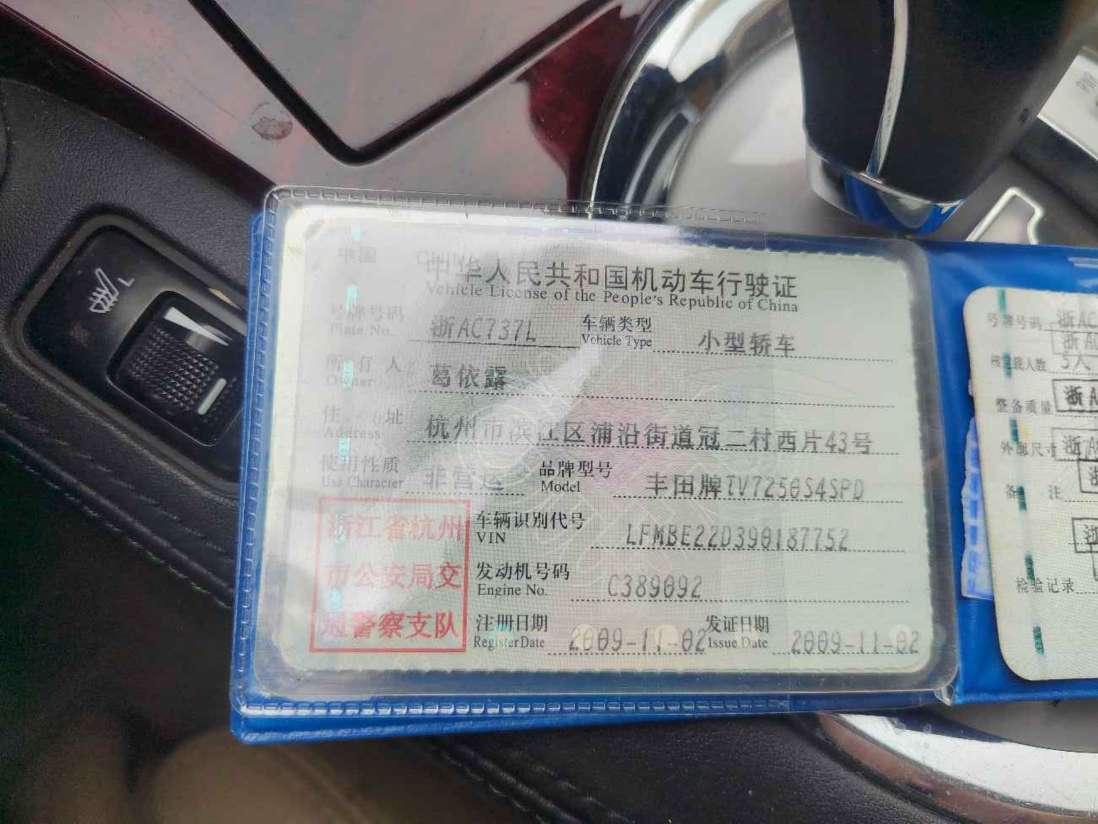 中华人民共和国机动车行驶证
Vehicle License of the People's Republic of China
号牌号码 浙AC737L 车辆类型 小型轿车
Plate No. Vehicle Type
所有人 葛依露
Owner
住址 杭州市滨江区浦沿街道冠二村西片43号
Address
使用性质 非营运 品牌型号 丰田牌TV7250S4SPD
Use Character Model
浙江省杭州
市公安局交
通警察支队
车辆识别代号 LFMBE22D390187752
VIN
发动机号码 C389092
Engine No.
注册日期 2009-11-02 发证日期 2009-11-02
Register Date Issue Date
号牌号码 浙AC
核定载人数 5人
整备质量
外廓尺寸
备注
检验记录